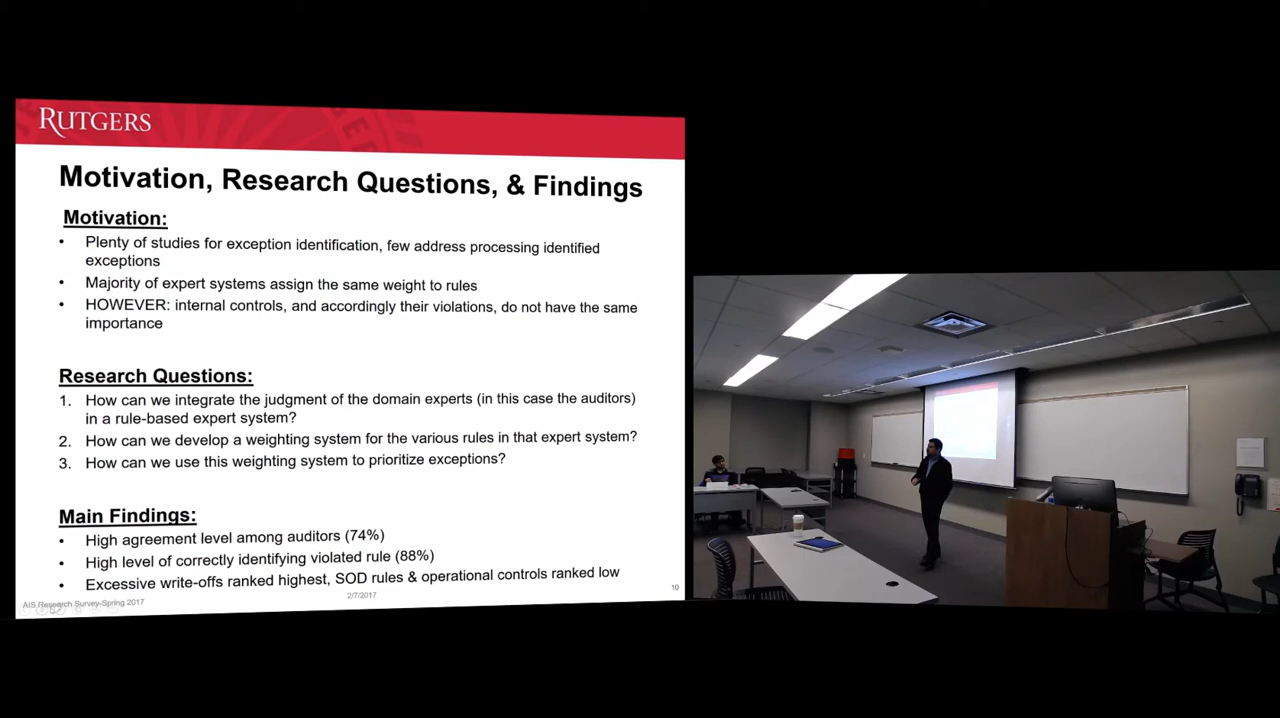 RUTGERS
Motivation, Research Questions, & Findings
Motivation:
• Plenty of studies for exception identification, few address processing identified
exceptions
• Majority of expert systems assign the same weight to rules
• HOWEVER: internal controls, and accordingly their violations, do not have the same
importance
Research Questions:
1. How can we integrate the judgment of the domain experts (in this case the auditors)
in a rule-based expert system?
2. How can we develop a weighting system for the various rules in that expert system?
3. How can we use this weighting system to prioritize exceptions?
Main Findings:
• High agreement level among auditors (74%)
• High level of correctly identifying violated rule (88%)
• Excessive write-offs ranked highest, SOD rules & operational controls ranked low
AIS Research Survey-Spring 2017
2/7/2017
10